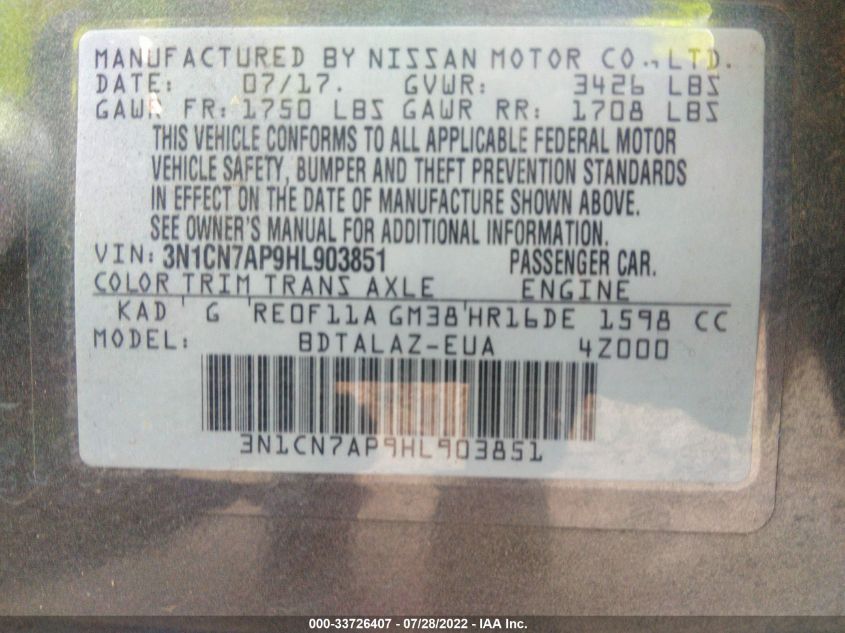 MANUFACTURED BY NISSAN MOTOR CO., LTD.
DATE: 07/17. GVWR: 3426 LBS
GAWR FR: 1750 LBS GAWR RR: 1708 LBS
THIS VEHICLE CONFORMS TO ALL APPLICABLE FEDERAL MOTOR
VEHICLE SAFETY, BUMPER AND THEFT PREVENTION STANDARDS
IN EFFECT ON THE DATE OF MANUFACTURE SHOWN ABOVE.
SEE OWNER'S MANUAL FOR ADDITIONAL INFORMATION.
VIN: 3N1CN7AP9HL903851 PASSENGER CAR.
COLOR TRIM TRANS AXLE ENGINE
KAD G RE0F11A GM38 HR16DE 1598 CC
MODEL: BDTALAZ-EUA 4Z000
3N1CN7AP9HL903851
000-33726407 / 07/28/2022 - IAA Inc.